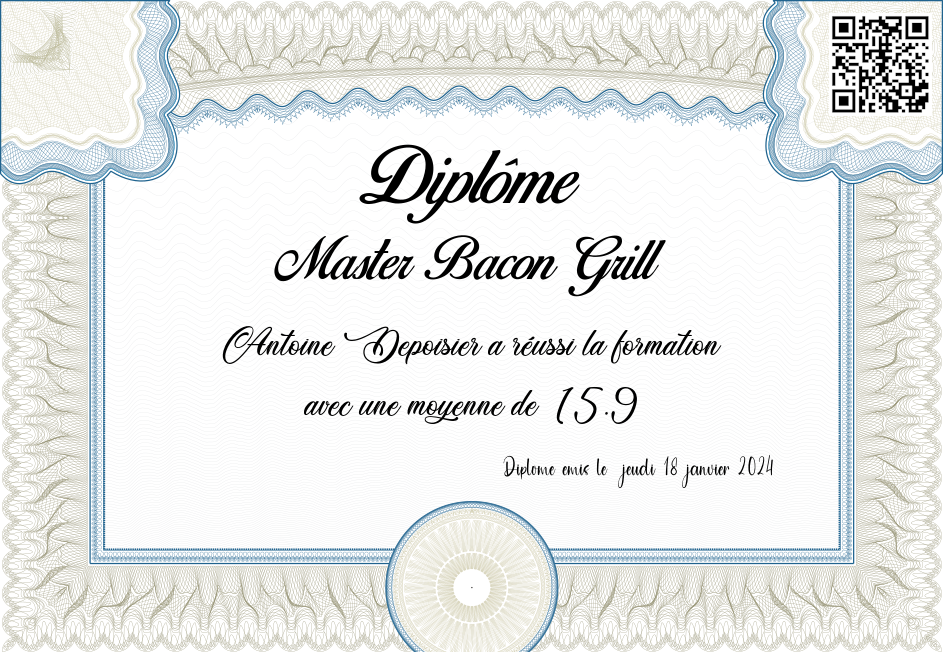 Diplôme
Master Bacon Grill
Antoine Depoisier a réussi la formation
avec une moyenne de 15.9
Diplome emis le jeudi 18 janvier 2024